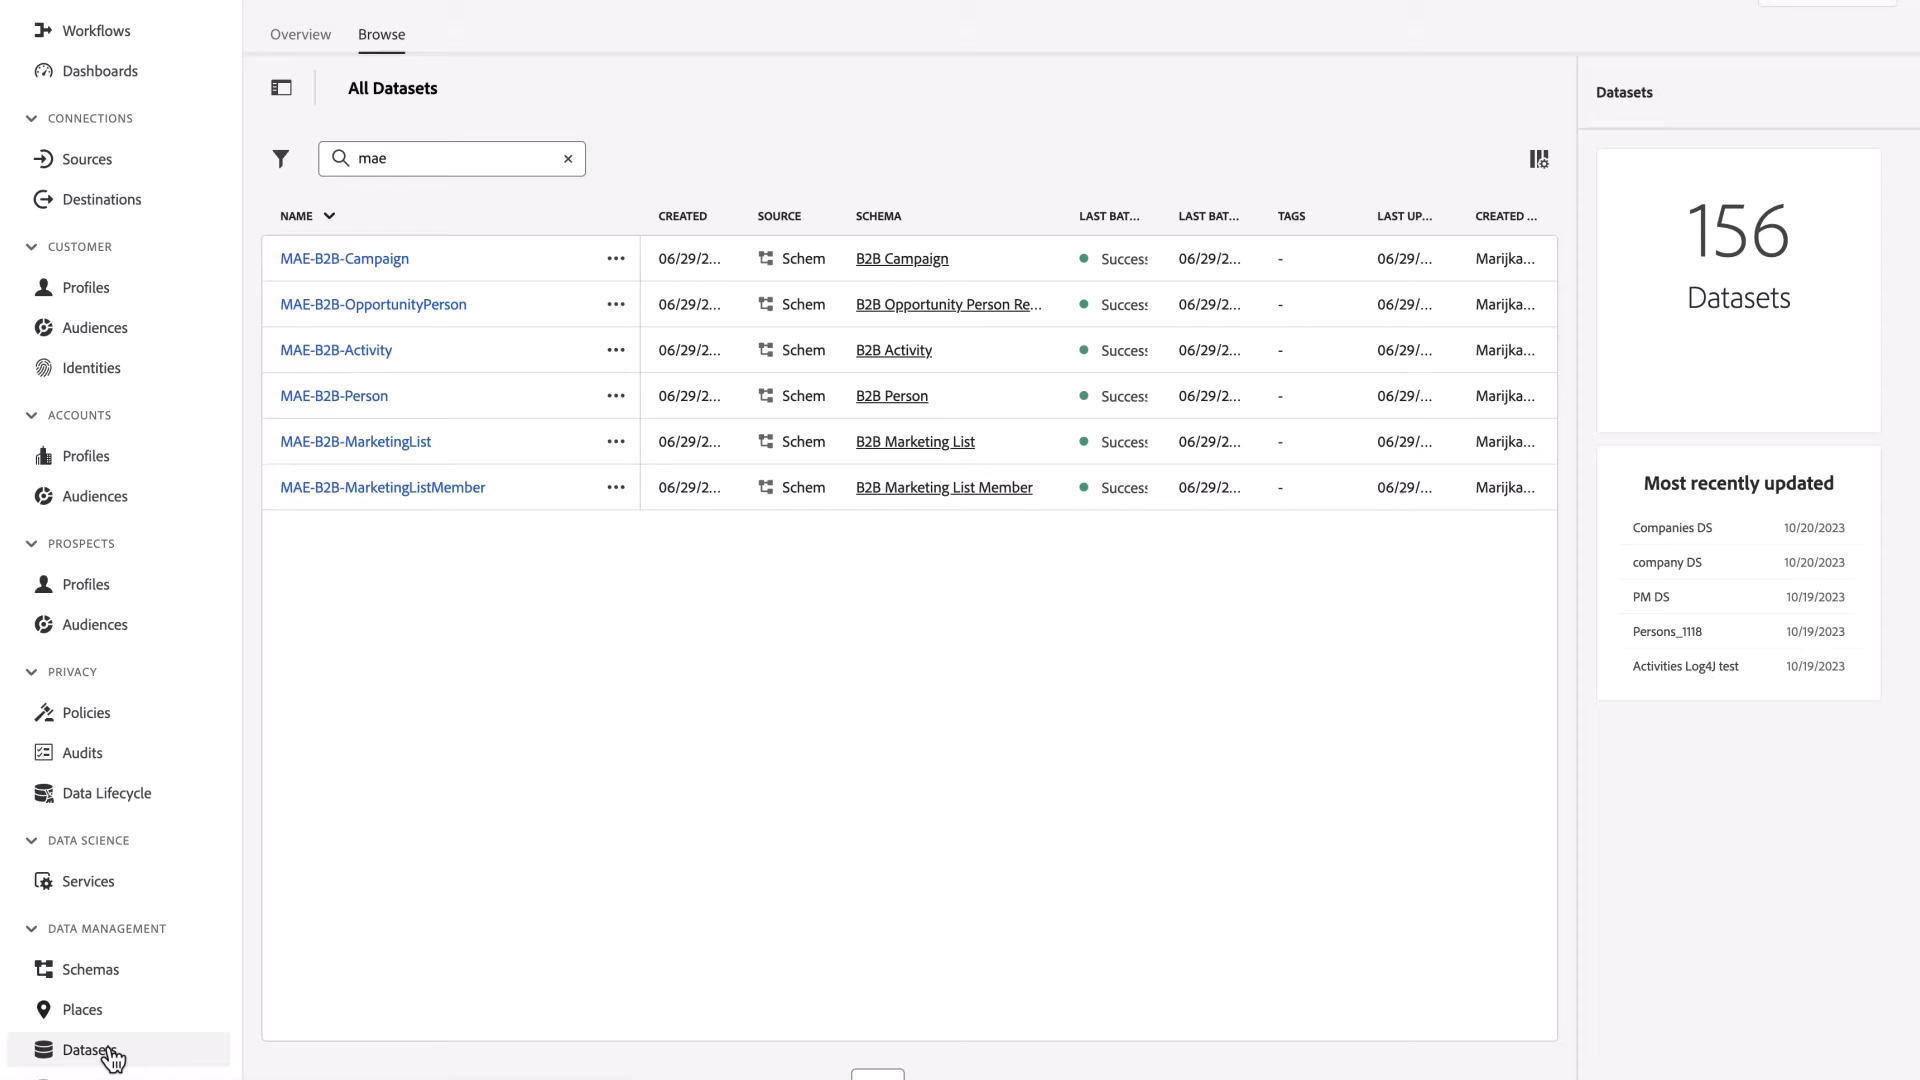 Workflows
Dashboards
CONNECTIONS
Sources
Destinations
CUSTOMER
Profiles
Audiences
Identities
ACCOUNTS
Profiles
Audiences
PROSPECTS
Profiles
Audiences
PRIVACY
Policies
Audits
Data Lifecycle
DATA SCIENCE
Services
DATA MANAGEMENT
Schemas
Places
Datasets
Overview Browse
All Datasets
mae
NAME CREATED SOURCE SCHEMA LAST BAT... LAST BAT... TAGS LAST UP... CREATED ...
MAE-B2B-Campaign ... 06/29/2... Schem B2B Campaign Success 06/29/2... - 06/29/... Marijka...
MAE-B2B-OpportunityPerson ... 06/29/2... Schem B2B Opportunity Person Re... Success 06/29/2... - 06/29/... Marijka...
MAE-B2B-Activity ... 06/29/2... Schem B2B Activity Success 06/29/2... - 06/29/... Marijka...
MAE-B2B-Person ... 06/29/2... Schem B2B Person Success 06/29/2... - 06/29/... Marijka...
MAE-B2B-MarketingList ... 06/29/2... Schem B2B Marketing List Success 06/29/2... - 06/29/... Marijka...
MAE-B2B-MarketingListMember ... 06/29/2... Schem B2B Marketing List Member Success 06/29/2... - 06/29/... Marijka...
Datasets
156
Datasets
Most recently updated
Companies DS 10/20/2023
company DS 10/20/2023
PM DS 10/19/2023
Persons_1118 10/19/2023
Activities Log4J test 10/19/2023